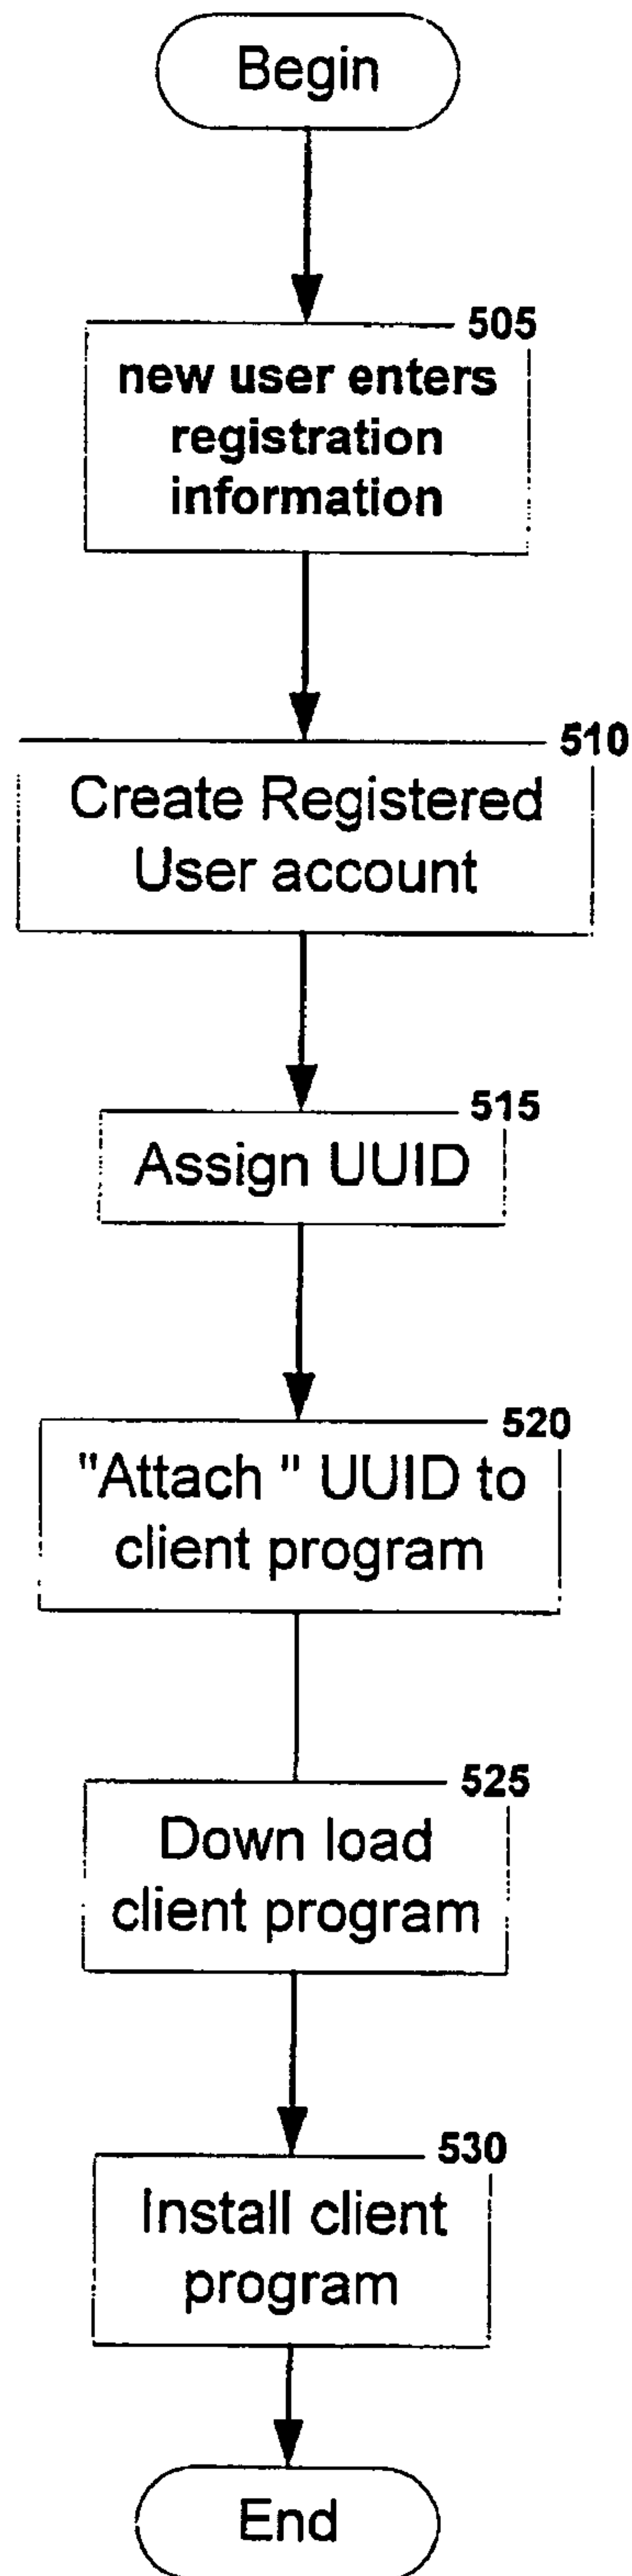 Begin
505
new user enters
registration
information
510
Create Registered
User account
515
Assign UUID
520
"Attach " UUID to
client program
525
Down load
client program
530
Install client
program
End